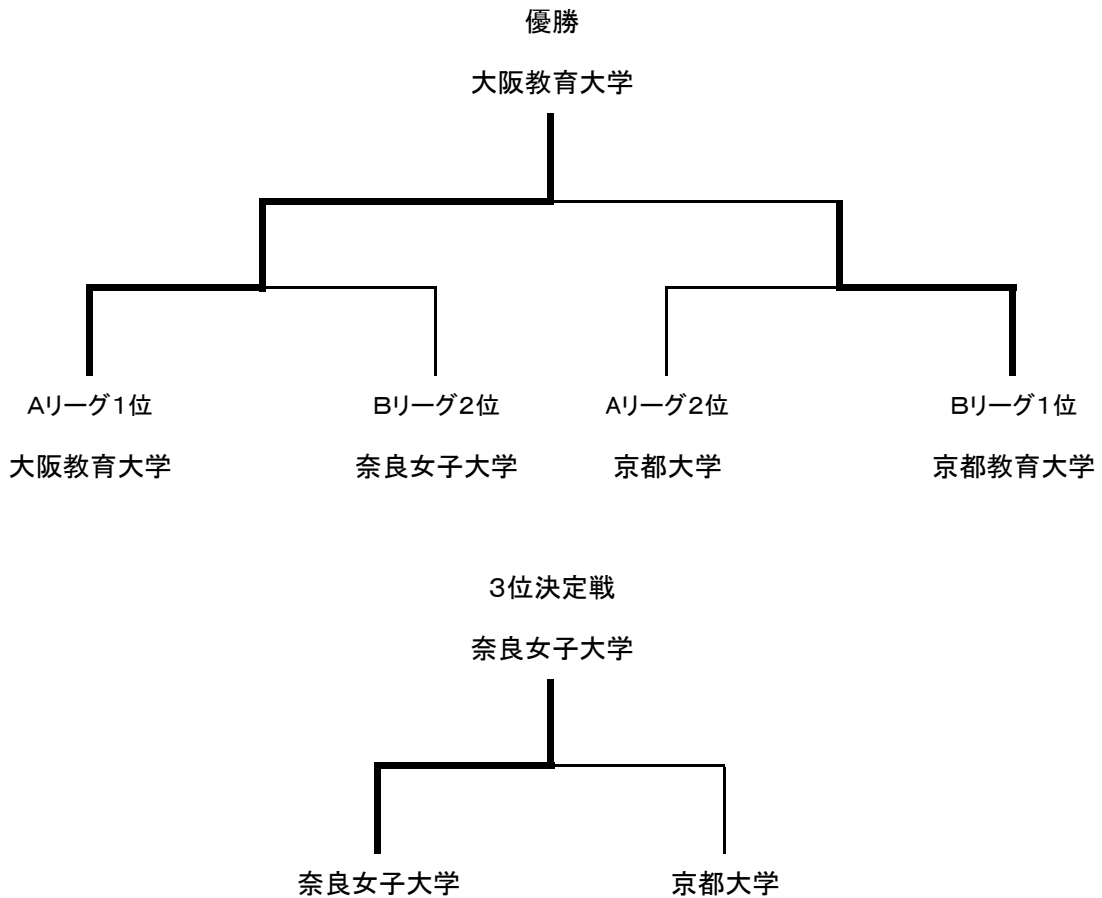 優勝
大阪教育大学
Aリーグ１位 Bリーグ２位 Aリーグ２位 Bリーグ１位
大阪教育大学 奈良女子大学 京都大学 京都教育大学
３位決定戦
奈良女子大学
奈良女子大学 京都大学